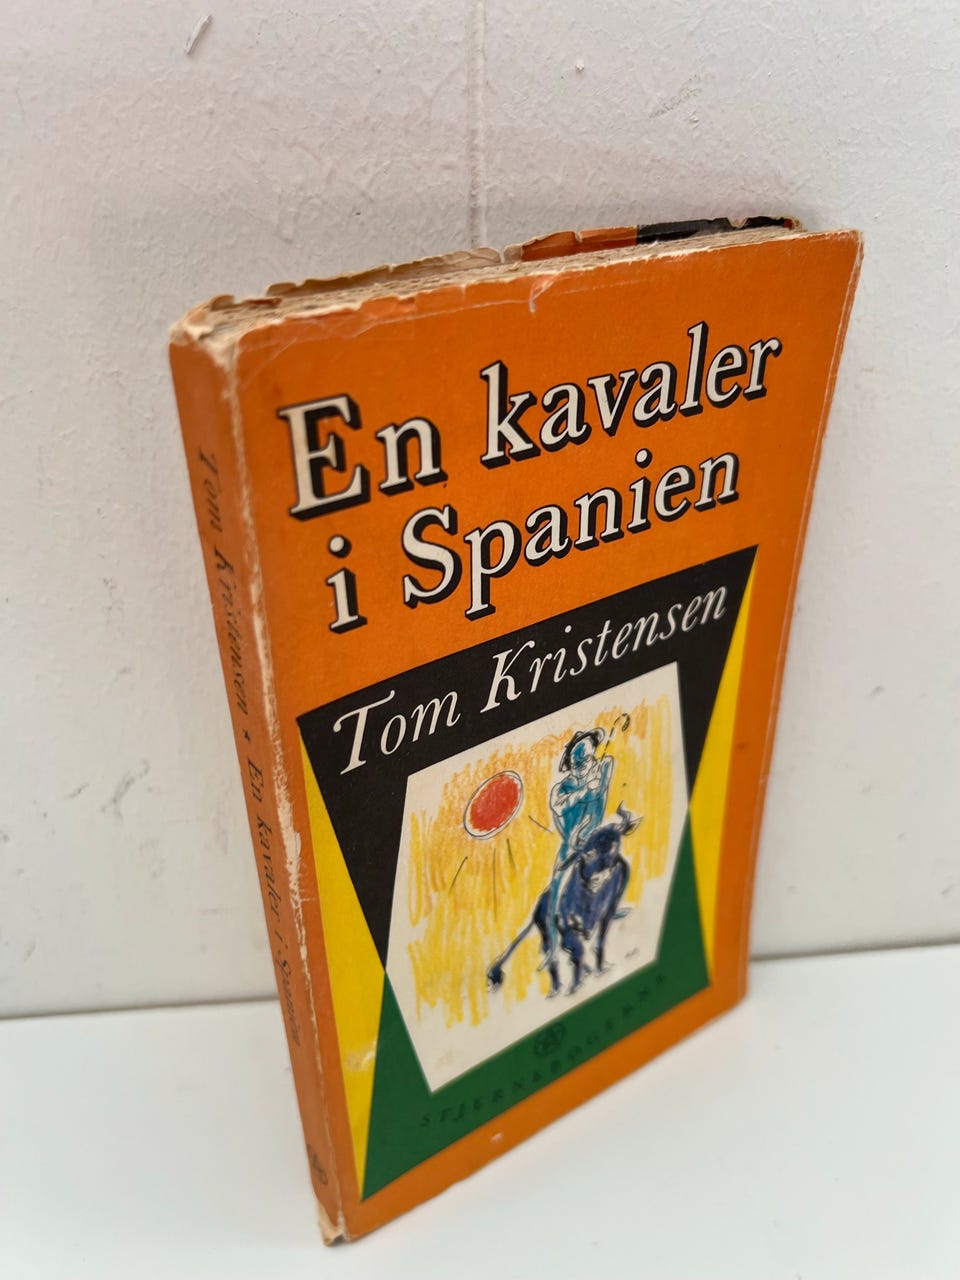 En kavaler
i Spanien
Tom Kristensen
STJERNEBØGERNE
Tom Kristensen * En kavaler i Spanien